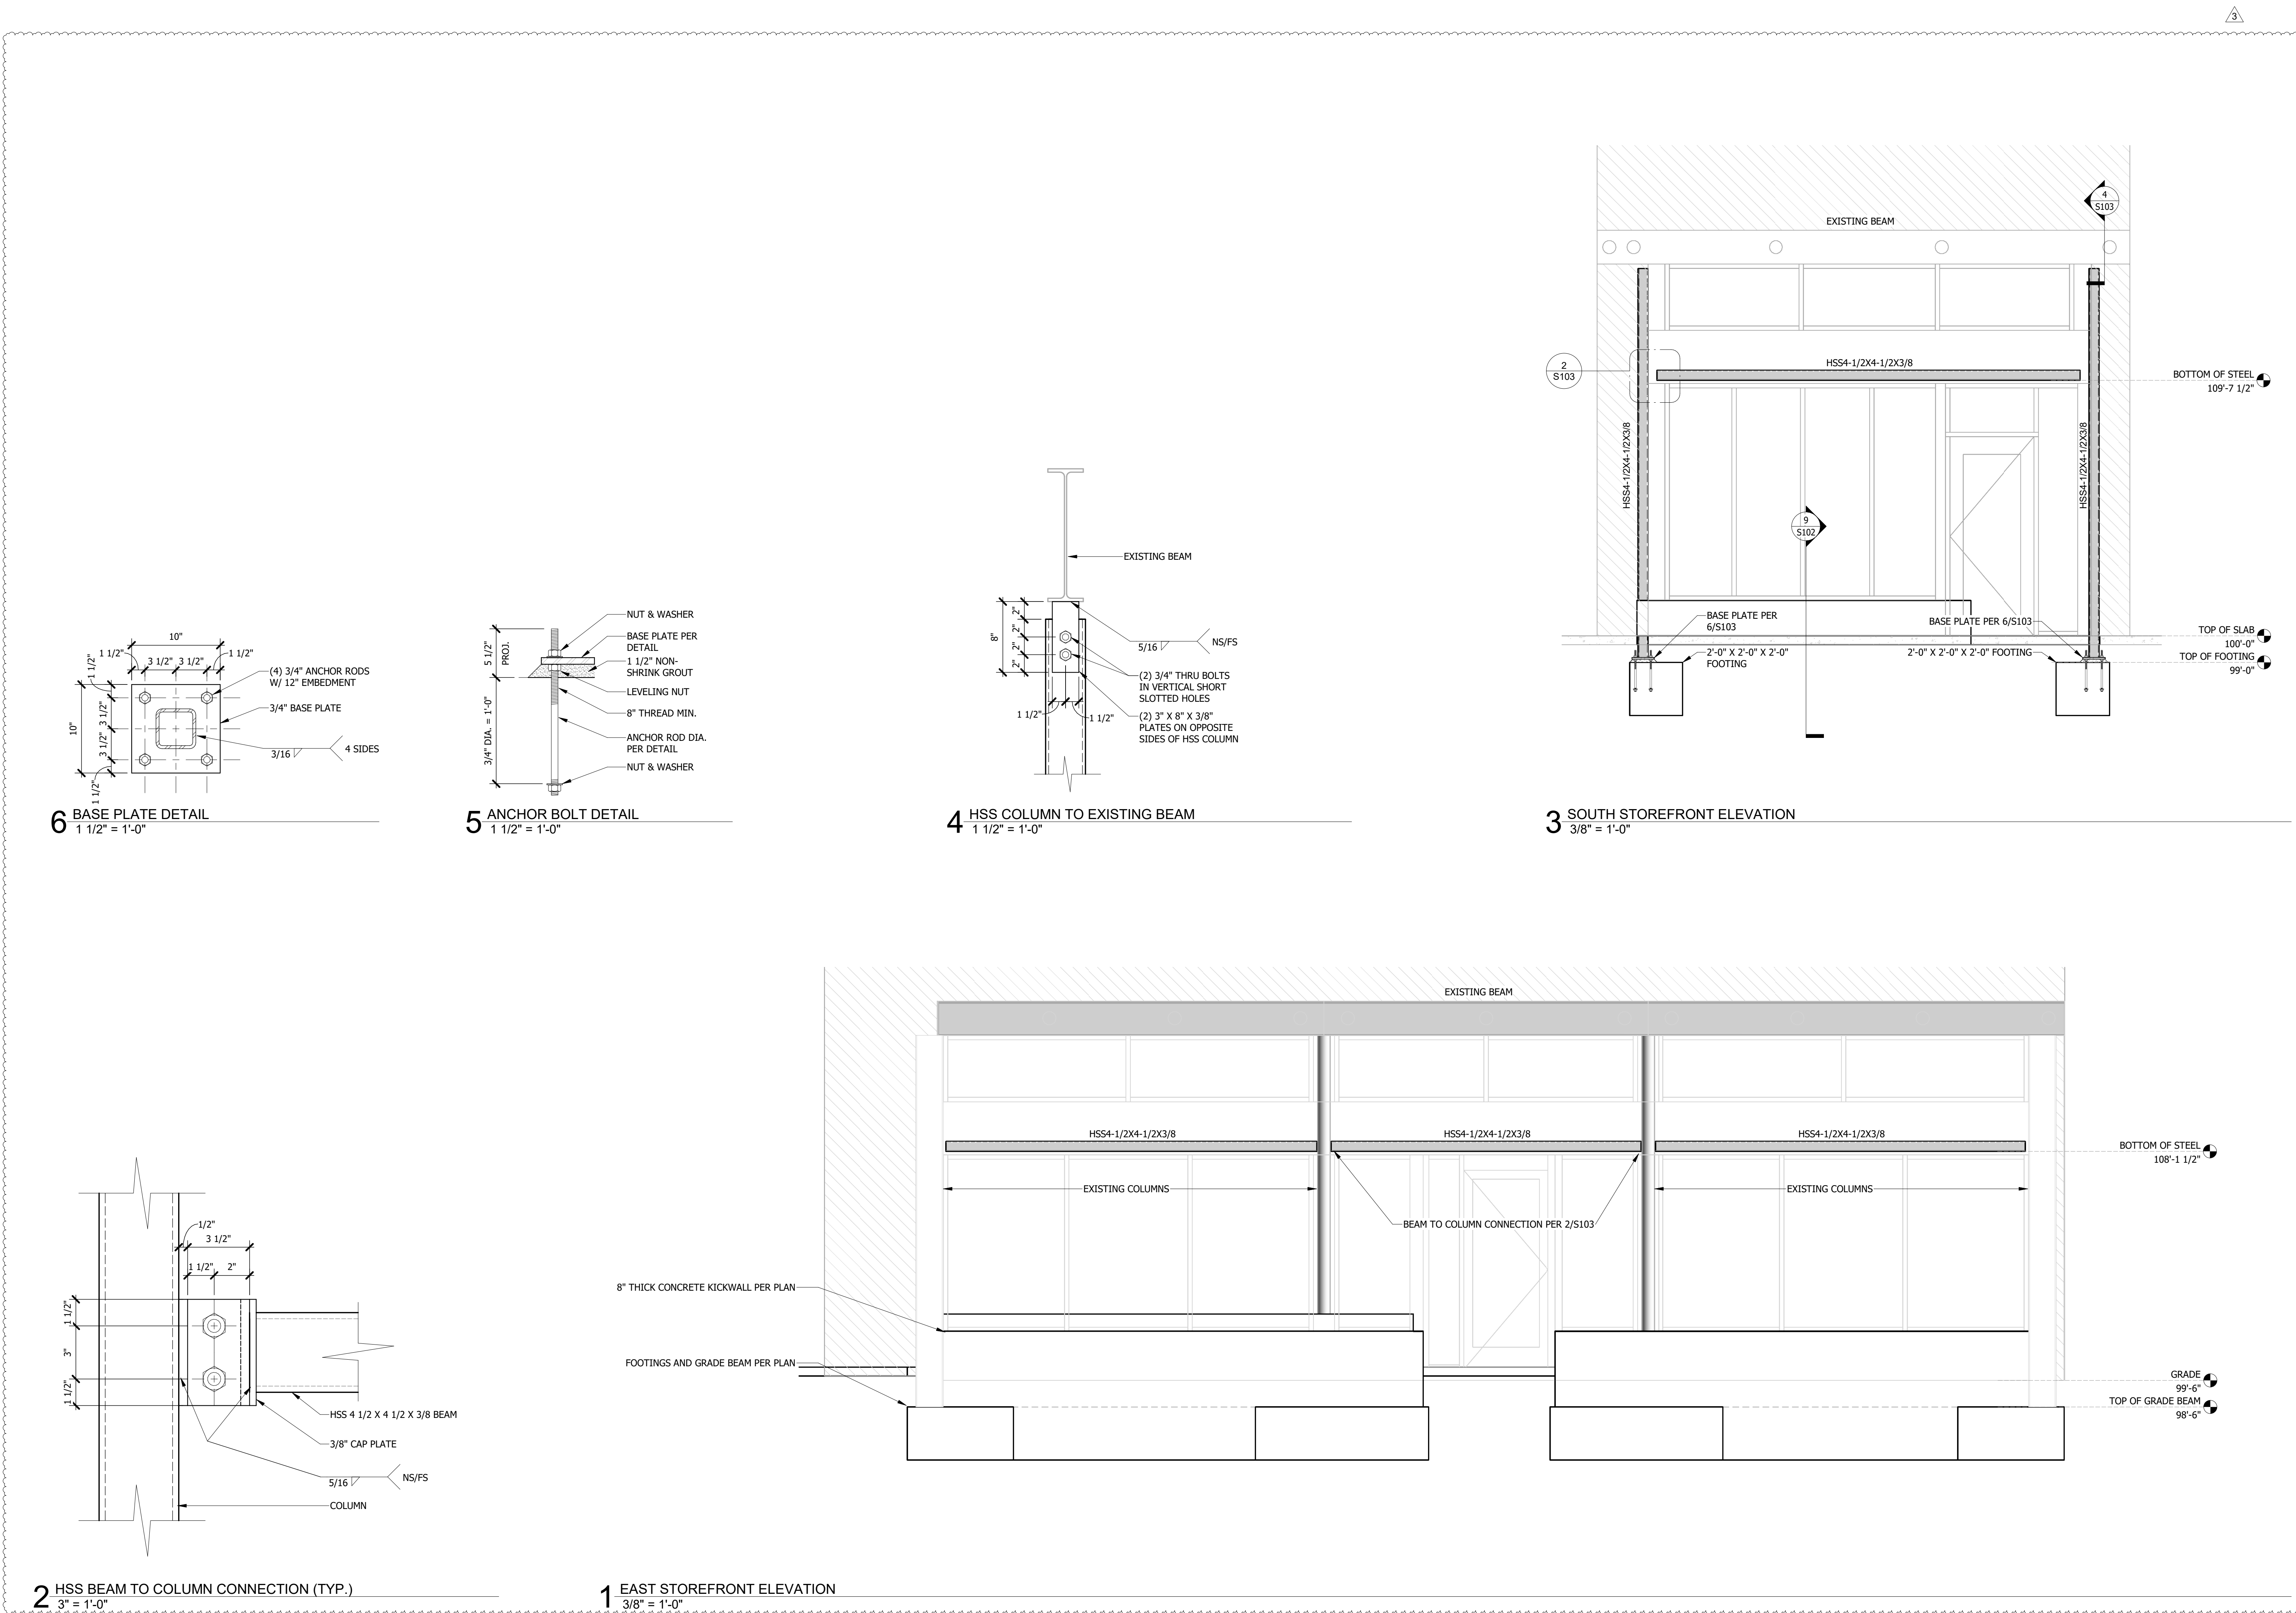 3
EXISTING BEAM
4
S103
HSS4-1/2X4-1/2X3/8
2
S103
BOTTOM OF STEEL
109'-7 1/2"
HSS4-1/2X4-1/2X3/8
HSS4-1/2X4-1/2X3/8
9
S102
BASE PLATE PER
6/S103
BASE PLATE PER 6/S103
2'-0" X 2'-0" X 2'-0"
FOOTING
2'-0" X 2'-0" X 2'-0" FOOTING
TOP OF SLAB
100'-0"
TOP OF FOOTING
99'-0"
3 SOUTH STOREFRONT ELEVATION
3/8" = 1'-0"
EXISTING BEAM
8"
2"
2"
2"
2"
5/16
NS/FS
(2) 3/4" THRU BOLTS
IN VERTICAL SHORT
SLOTTED HOLES
1 1/2"
1 1/2"
(2) 3" X 8" X 3/8"
PLATES ON OPPOSITE
SIDES OF HSS COLUMN
4 HSS COLUMN TO EXISTING BEAM
1 1/2" = 1'-0"
5 1/2"
PROJ.
3/4" DIA. = 1'-0"
NUT & WASHER
BASE PLATE PER
DETAIL
1 1/2" NON-
SHRINK GROUT
LEVELING NUT
8" THREAD MIN.
ANCHOR ROD DIA.
PER DETAIL
NUT & WASHER
5 ANCHOR BOLT DETAIL
1 1/2" = 1'-0"
10"
1 1/2"
3 1/2"
3 1/2"
1 1/2"
10"
1 1/2"
3 1/2"
3 1/2"
1 1/2"
(4) 3/4" ANCHOR RODS
W/ 12" EMBEDMENT
3/4" BASE PLATE
3/16
4 SIDES
6 BASE PLATE DETAIL
1 1/2" = 1'-0"
EXISTING BEAM
HSS4-1/2X4-1/2X3/8
HSS4-1/2X4-1/2X3/8
HSS4-1/2X4-1/2X3/8
BOTTOM OF STEEL
108'-1 1/2"
EXISTING COLUMNS
EXISTING COLUMNS
BEAM TO COLUMN CONNECTION PER 2/S103
8" THICK CONCRETE KICKWALL PER PLAN
FOOTINGS AND GRADE BEAM PER PLAN
GRADE
99'-6"
TOP OF GRADE BEAM
98'-6"
1 EAST STOREFRONT ELEVATION
3/8" = 1'-0"
1/2"
3 1/2"
1 1/2"
2"
1 1/2"
3"
1 1/2"
HSS 4 1/2 X 4 1/2 X 3/8 BEAM
3/8" CAP PLATE
5/16
NS/FS
COLUMN
2 HSS BEAM TO COLUMN CONNECTION (TYP.)
3" = 1'-0"